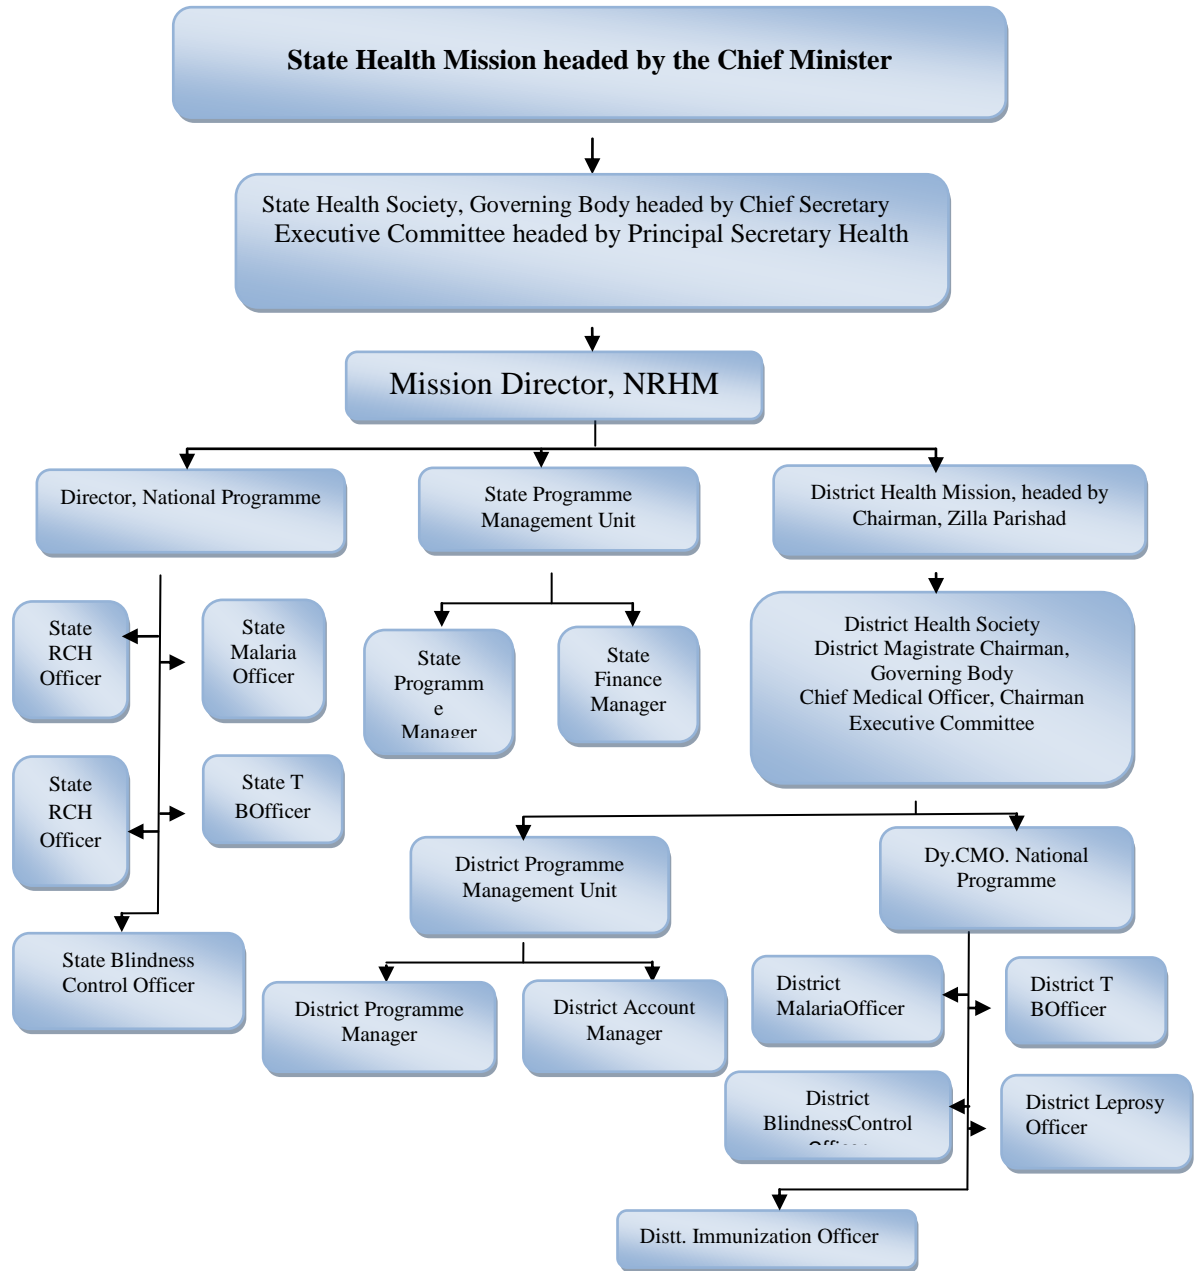 State Health Mission headed by the Chief Minister
State Health Society, Governing Body headed by Chief Secretary
Executive Committee headed by Principal Secretary Health
Mission Director, NRHM
Director, National Programme
State Programme
Management Unit
District Health Mission, headed by
Chairman, Zilla Parishad
State
RCH
Officer
State
Malaria
Officer
State
Programm
e
Manager
State
Finance
Manager
District Health Society
District Magistrate Chairman,
Governing Body
Chief Medical Officer, Chairman
Executive Committee
State
RCH
Officer
State T
BOfficer
District Programme
Management Unit
Dy.CMO. National
Programme
State Blindness
Control Officer
District Programme
Manager
District Account
Manager
District
MalariaOfficer
District T
BOfficer
District
BlindnessControl
District Leprosy
Officer
Distt. Immunization Officer